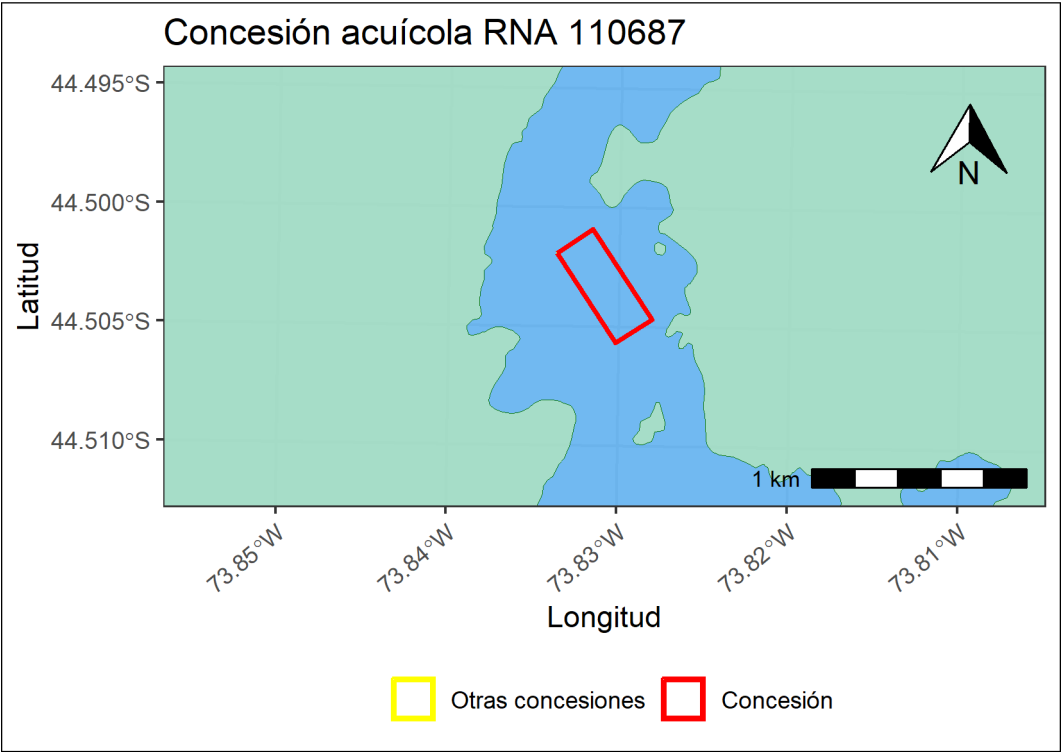 Concesión acuícola RNA 110687
44.495°S
44.500°S
44.505°S
44.510°S
Latitud
N
1 km
73.85°W
73.84°W
73.83°W
73.82°W
73.81°W
Longitud
Otras concesiones
Concesión